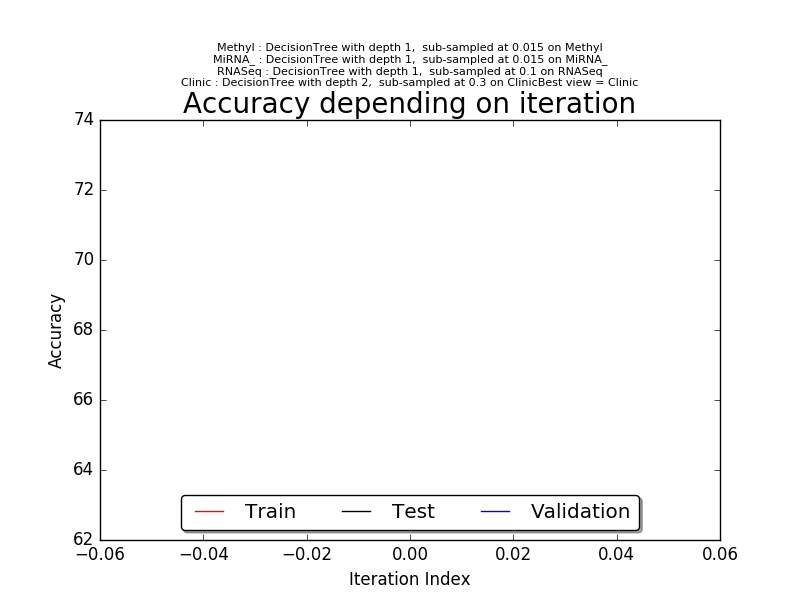 Methyl : DecisionTree with depth 1,  sub-sampled at 0.015 on Methyl
MiRNA_ : DecisionTree with depth 1,  sub-sampled at 0.015 on MiRNA_
RNASeq : DecisionTree with depth 1,  sub-sampled at 0.1 on RNASeq
Clinic : DecisionTree with depth 2,  sub-sampled at 0.3 on ClinicBest view = Clinic
Accuracy depending on iteration
74
72
70
68
66
64
62
Accuracy
Train Test Validation
−0.06 −0.04 −0.02 0.00 0.02 0.04 0.06
Iteration Index